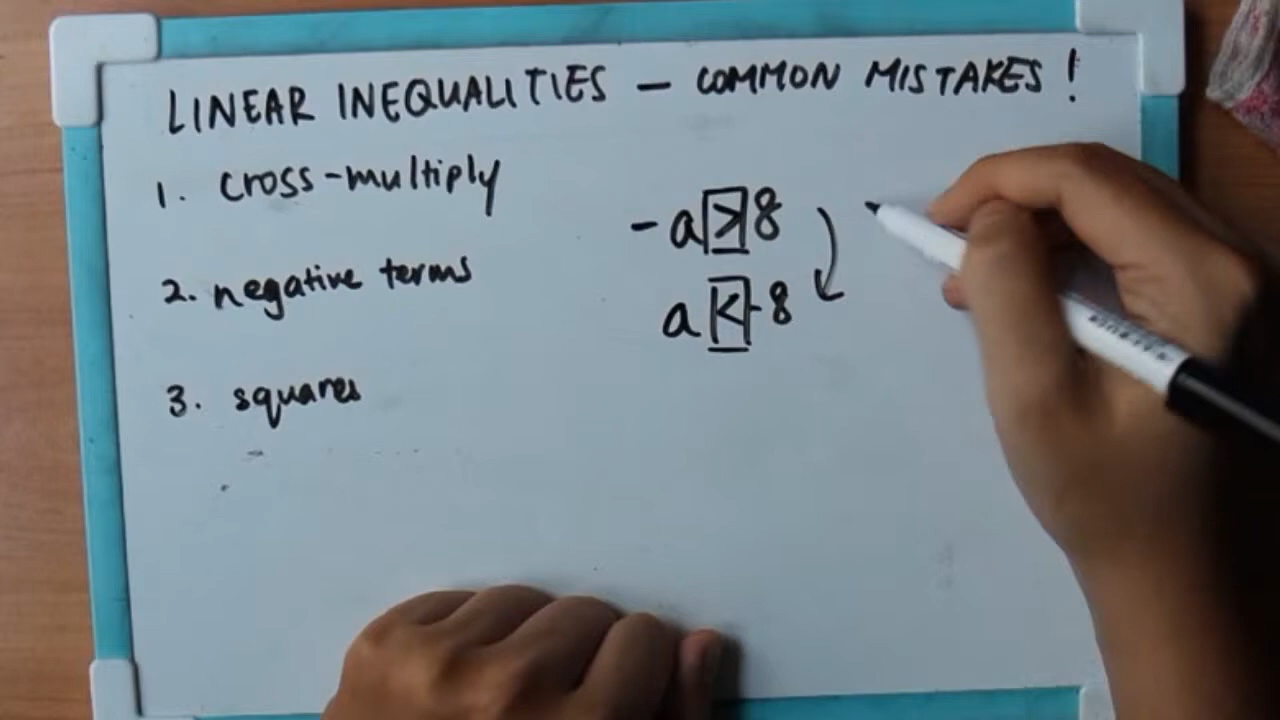 LINEAR INEQUALITIES — COMMON MISTAKES !
1. cross-multiply
-a > 8
2. negative terms
a < -8
3. squares